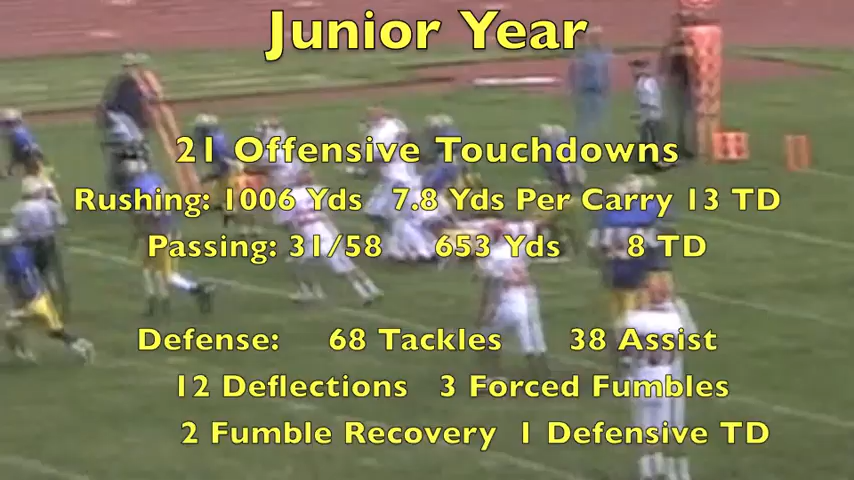 Junior Year
21 Offensive Touchdowns
Rushing: 1006 Yds 7.8 Yds Per Carry 13 TD
Passing: 31/58 653 Yds 8 TD
Defense: 68 Tackles 38 Assist
12 Deflections 3 Forced Fumbles
2 Fumble Recovery 1 Defensive TD